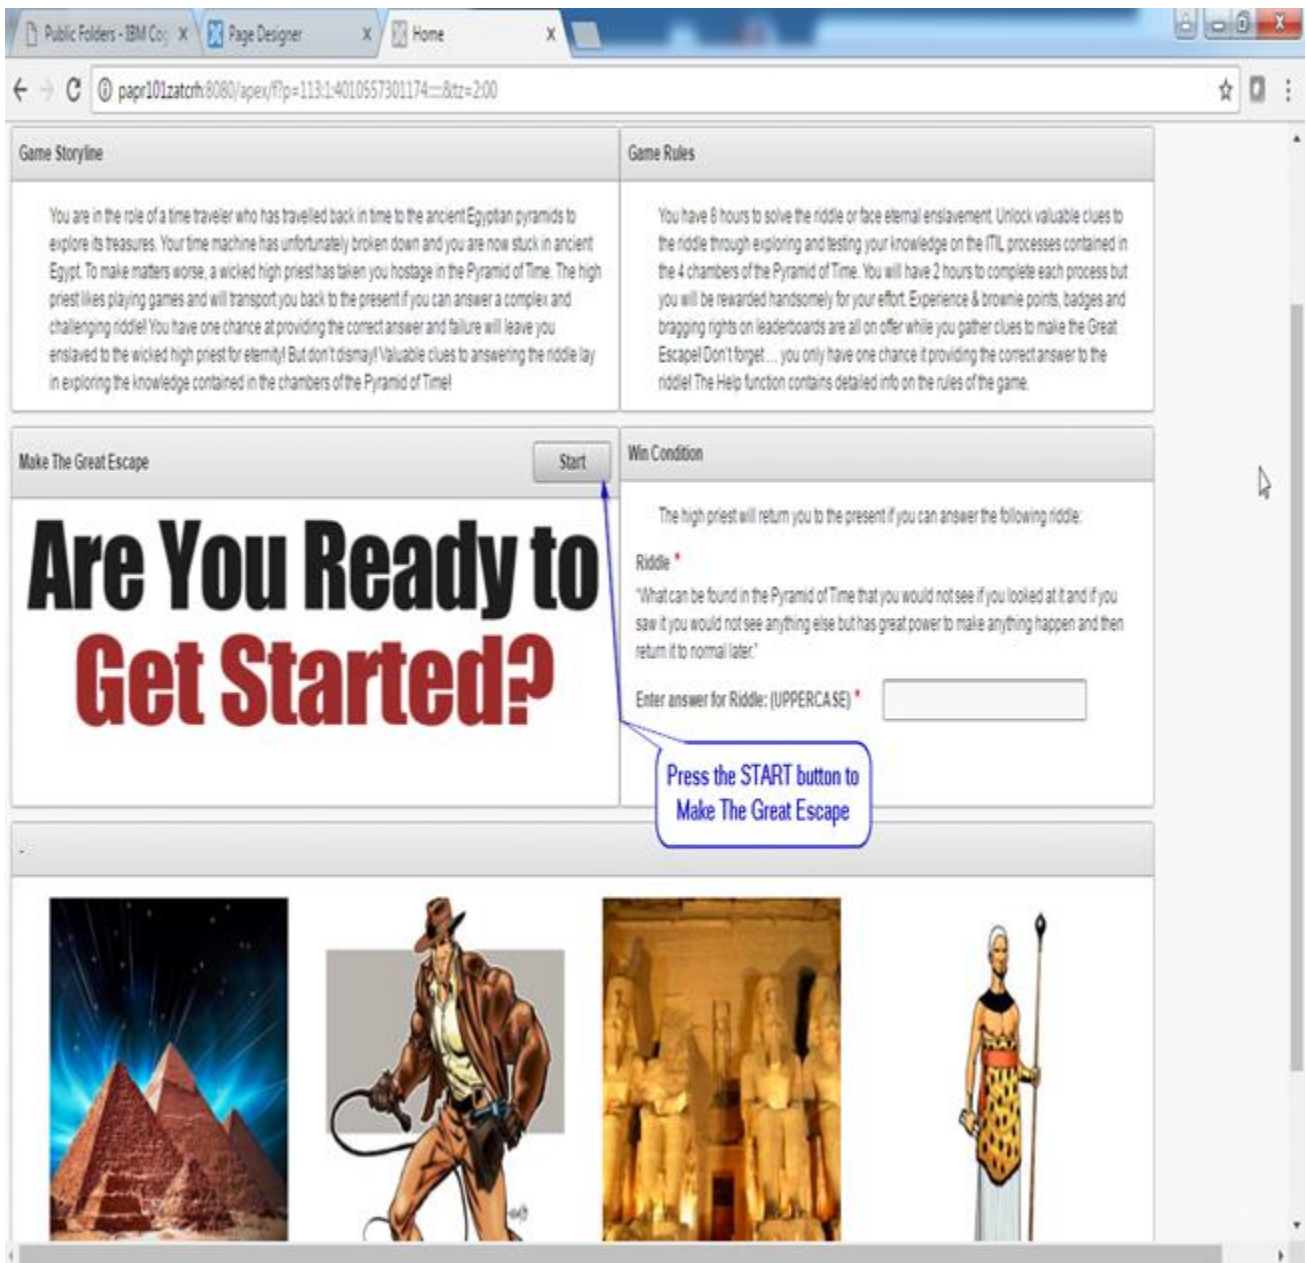 Public Folders - IBM Cog
Page Designer
Home
papr101zatcrh:8080/apex/f?p=113:1:4010557301174:::::&tz=2:00
Game Storyline
You are in the role of a time traveler who has travelled back in time to the ancient Egyptian pyramids to
explore its treasures. Your time machine has unfortunately broken down and you are now stuck in ancient
Egypt. To make matters worse, a wicked high priest has taken you hostage in the Pyramid of Time. The high
priest likes playing games and will transport you back to the present if you can answer a complex and
challenging riddle! You have one chance at providing the correct answer and failure will leave you
enslaved to the wicked high priest for eternity! But don't dismay! Valuable clues to answering the riddle lay
in exploring the knowledge contained in the chambers of the Pyramid of Time!
Game Rules
You have 8 hours to solve the riddle or face eternal enslavement. Unlock valuable clues to
the riddle through exploring and testing your knowledge on the ITIL processes contained in
the 4 chambers of the Pyramid of Time. You will have 2 hours to complete each process but
you will be rewarded handsomely for your effort. Experience & brownie points, badges and
bragging rights on leaderboards are all on offer while you gather clues to make the Great
Escape! Don't forget ... you only have one chance it providing the correct answer to the
riddle! The Help function contains detailed info on the rules of the game.
Make The Great Escape
Start
Are You Ready to
Get Started?
Win Condition
The high priest will return you to the present if you can answer the following riddle:
Riddle *
"What can be found in the Pyramid of Time that you would not see if you looked at it and if you
saw it you would not see anything else but has great power to make anything happen and then
return it to normal later."
Enter answer for Riddle: (UPPERCASE) *
Press the START button to
Make The Great Escape
-